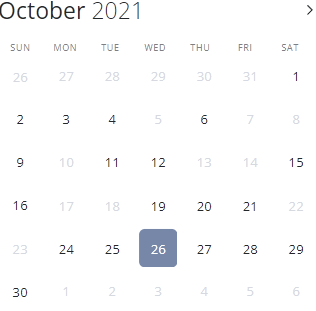 October 2021
SUN MON TUE WED THU FRI SAT
26 27 28 29 30 31 1
2 3 4 5 6 7 8
9 10 11 12 13 14 15
16 17 18 19 20 21 22
23 24 25 26 27 28 29
30 1 2 3 4 5 6